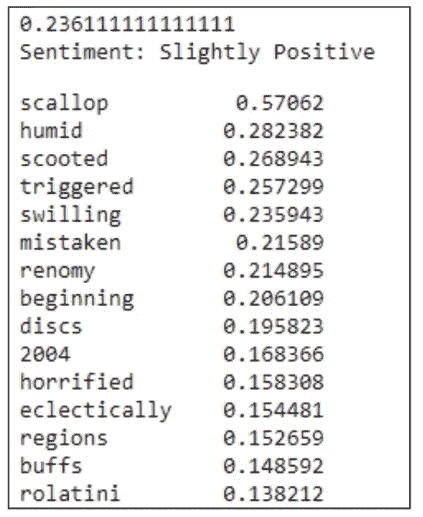 0.236111111111111
Sentiment: Slightly Positive
scallop 0.57062
humid 0.282382
scooted 0.268943
triggered 0.257299
swilling 0.235943
mistaken 0.21589
renomy 0.214895
beginning 0.206109
discs 0.195823
2004 0.168366
horrified 0.158308
eclectically 0.154481
regions 0.152659
buffs 0.148592
rolatini 0.138212